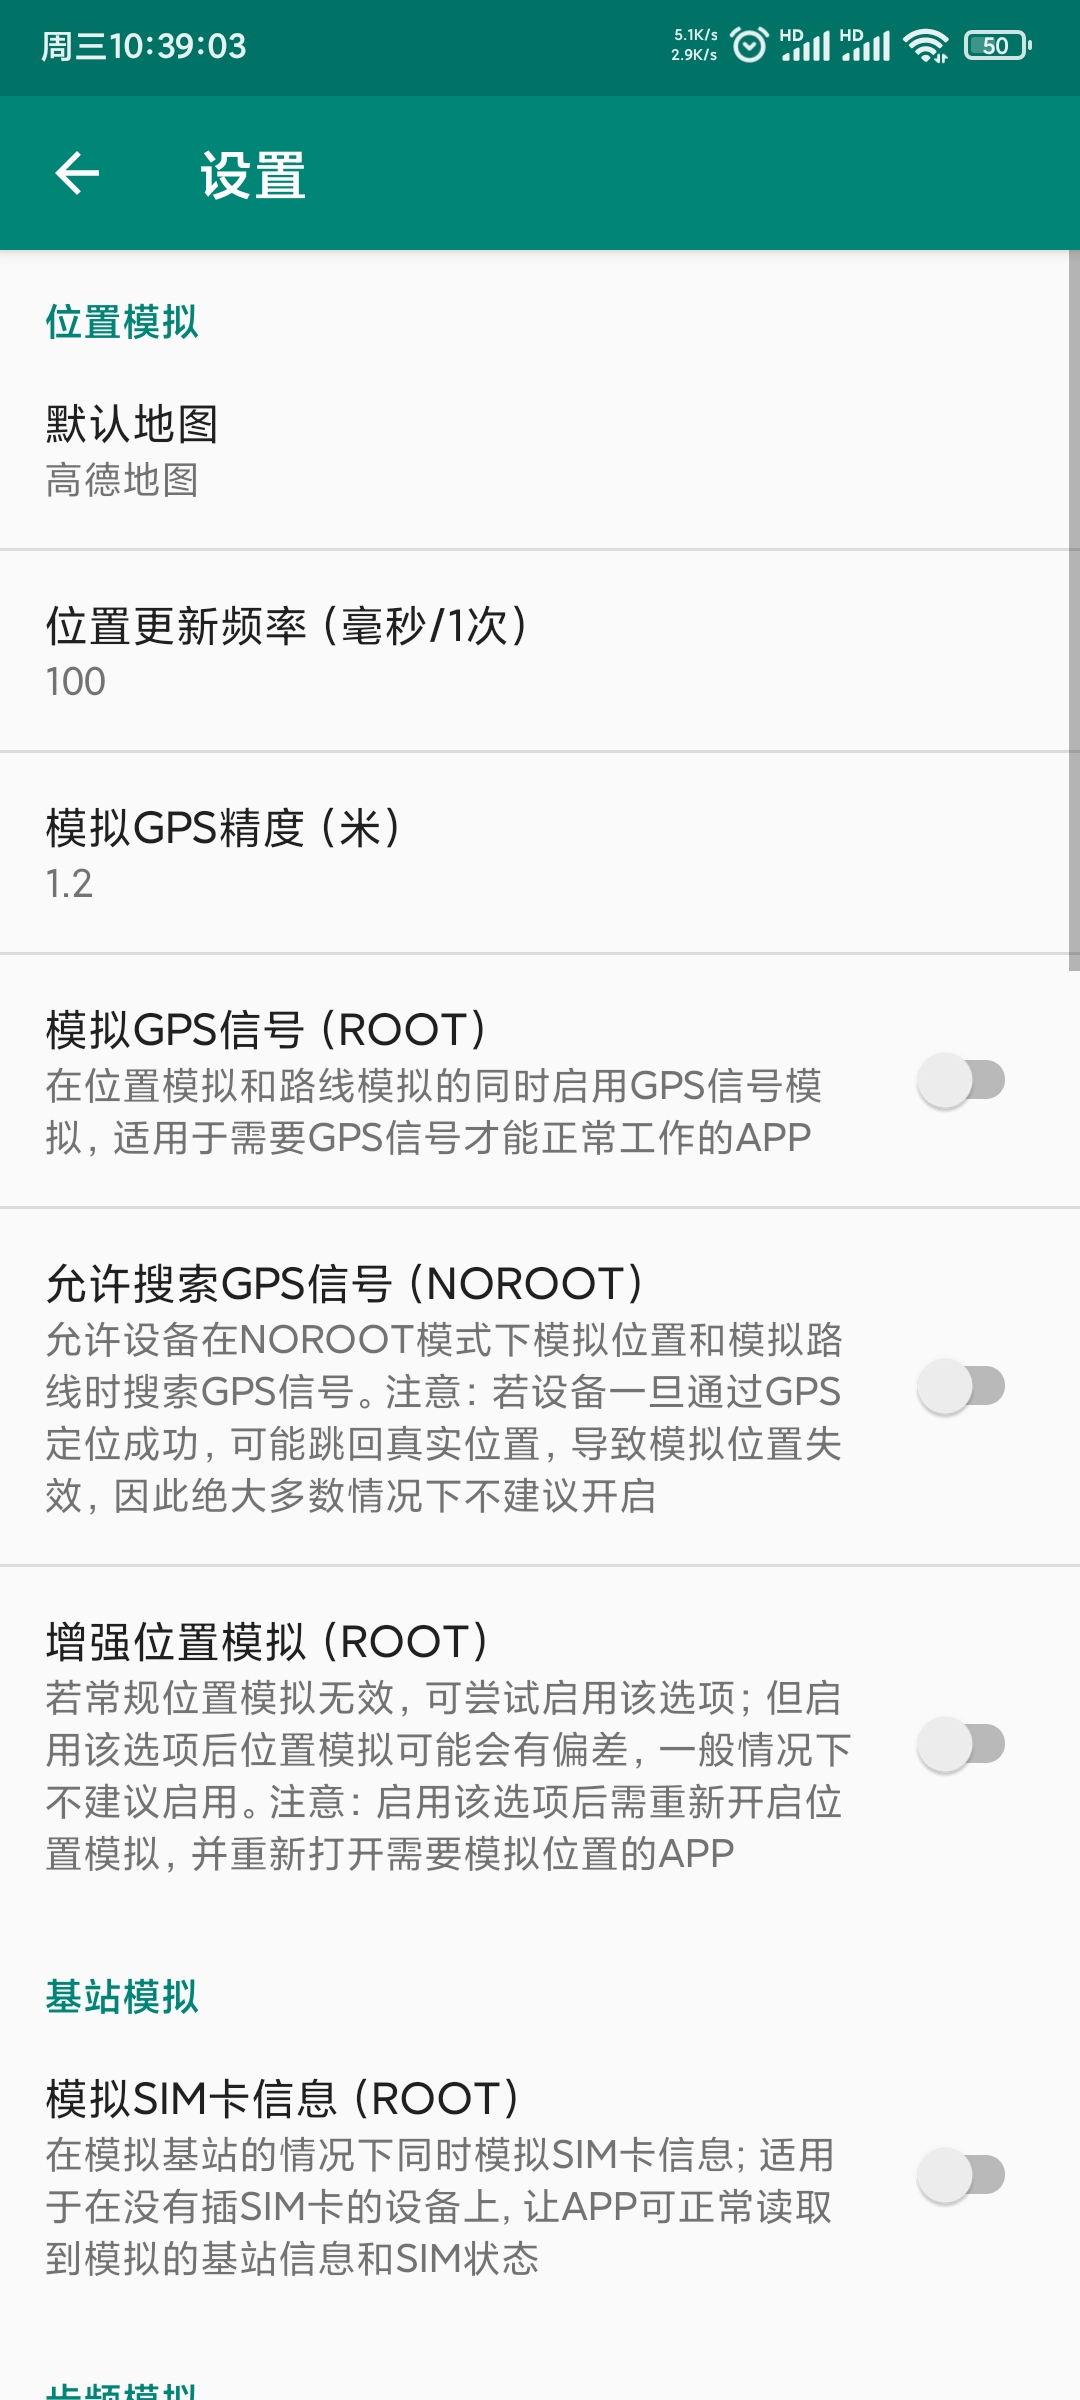 周三10:39:03
5.1K/s
2.9K/s
HD
HD
50
设置
位置模拟
默认地图
高德地图
位置更新频率 (毫秒/1次)
100
模拟GPS精度 (米)
1.2
模拟GPS信号 (ROOT)
在位置模拟和路线模拟的同时启用GPS信号模
拟, 适用于需要GPS信号才能正常工作的APP
允许搜索GPS信号 (NOROOT)
允许设备在NOROOT模式下模拟位置和模拟路
线时搜索GPS信号。注意: 若设备一旦通过GPS
定位成功, 可能跳回真实位置, 导致模拟位置失
效, 因此绝大多数情况下不建议开启
增强位置模拟 (ROOT)
若常规位置模拟无效, 可尝试启用该选项; 但启
用该选项后位置模拟可能会有偏差, 一般情况下
不建议启用。注意: 启用该选项后需重新开启位
置模拟, 并重新打开需要模拟位置的APP
基站模拟
模拟SIM卡信息 (ROOT)
在模拟基站的情况下同时模拟SIM卡信息; 适用
于在没有插SIM卡的设备上, 让APP可正常读取
到模拟的基站信息和SIM状态
步频模拟